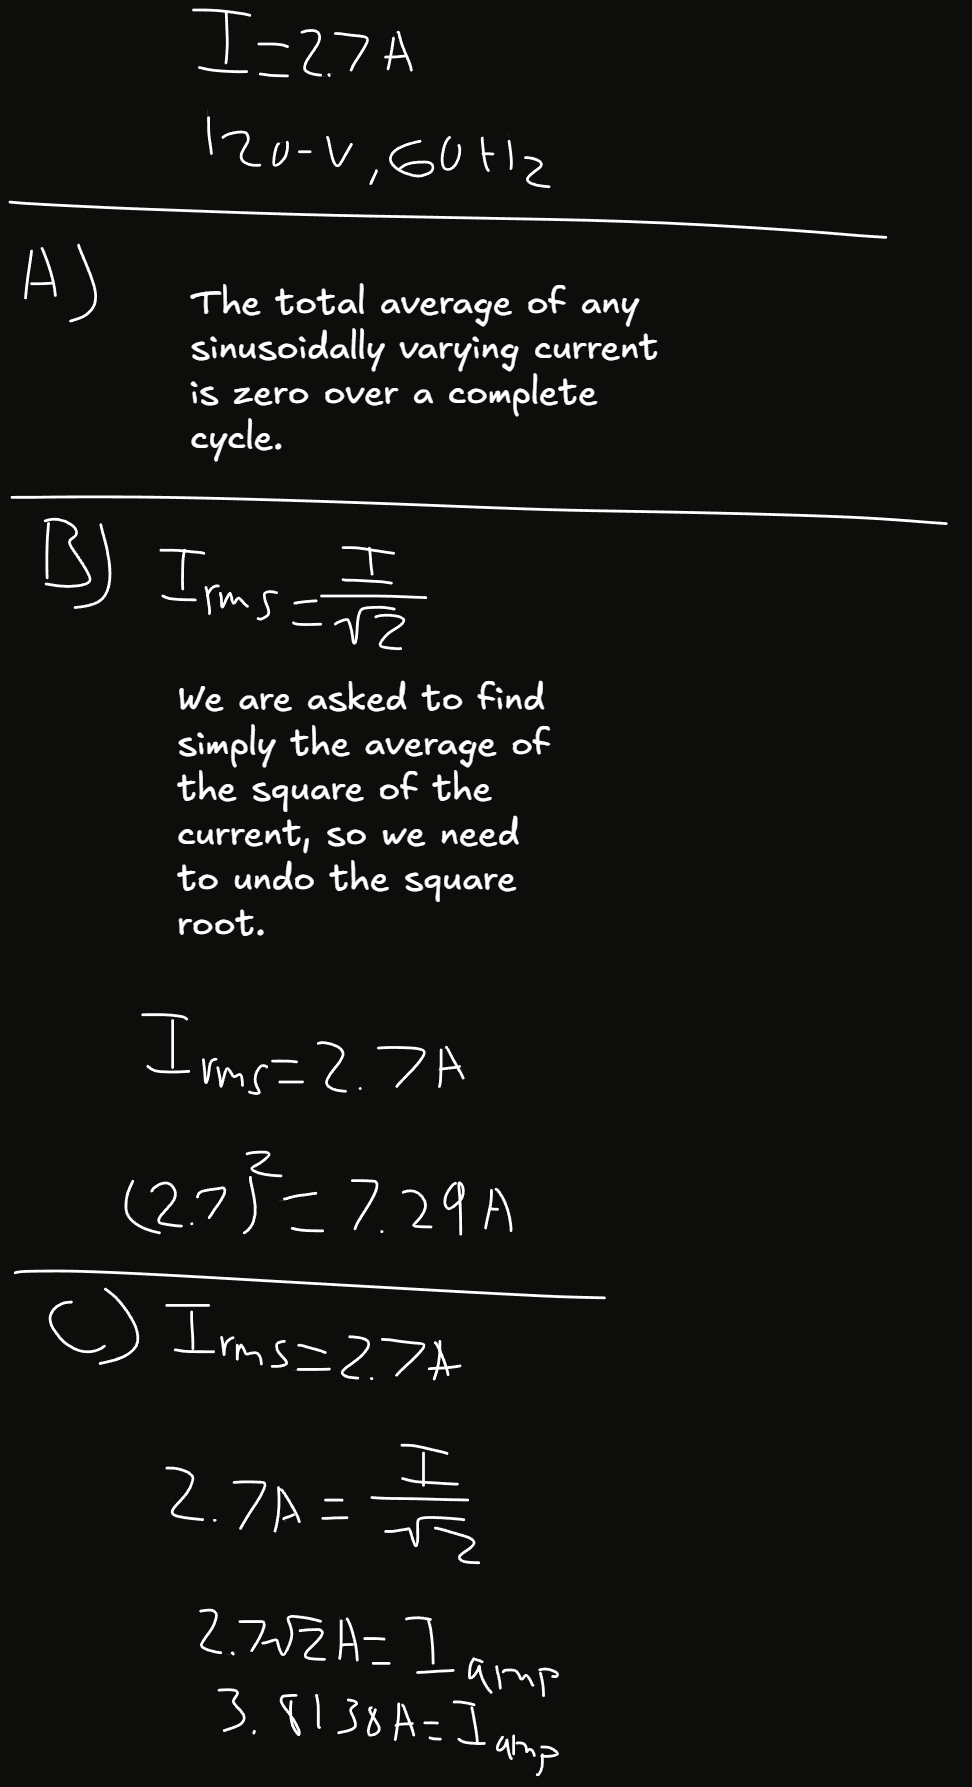 I=2.7A
120-V, 60Hz
A)
The total average of any
sinusoidally varying current
is zero over a complete
cycle.
B) Irms = I/√2
We are asked to find
simply the average of
the square of the
current, so we need
to undo the square
root.
Irms=2.7A
(2.7)²=7.29A
C) Irms=2.7A
2.7A = I/√2
2.7√2A=Iamp
3.8138A=Iamp